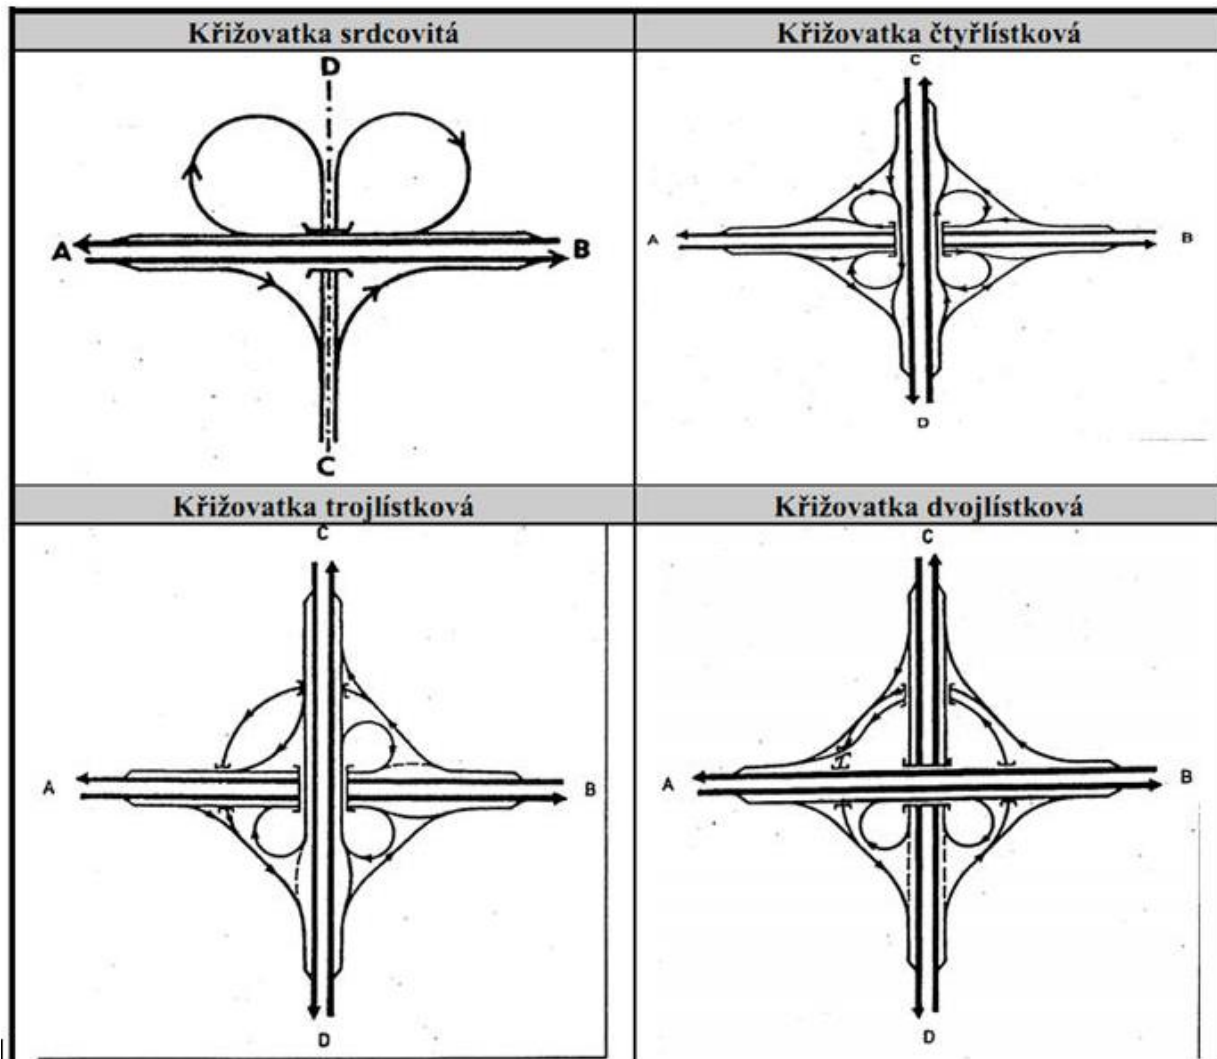 Křižovatka srdcovitá
D
A
B
C
Křižovatka čtyřlístková
C
A
B
D
Křižovatka trojlístková
C
A
B
D
Křižovatka dvojlístková
C
A
B
D